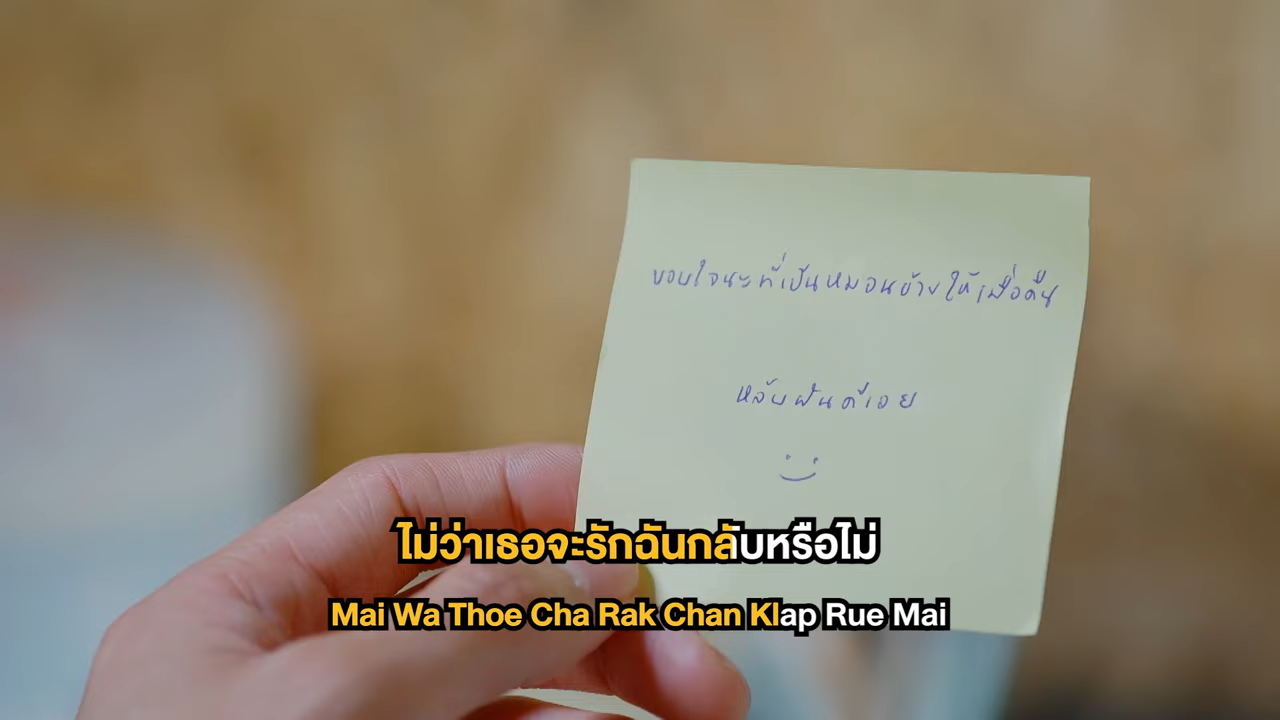 ขอบใจนะที่เป็นหมอนข้างให้เมื่อคืน
หลับฝันดีเลย
ไม่ว่าเธอจะรักฉันกลับหรือไม่
Mai Wa Thoe Cha Rak Chan Klap Rue Mai